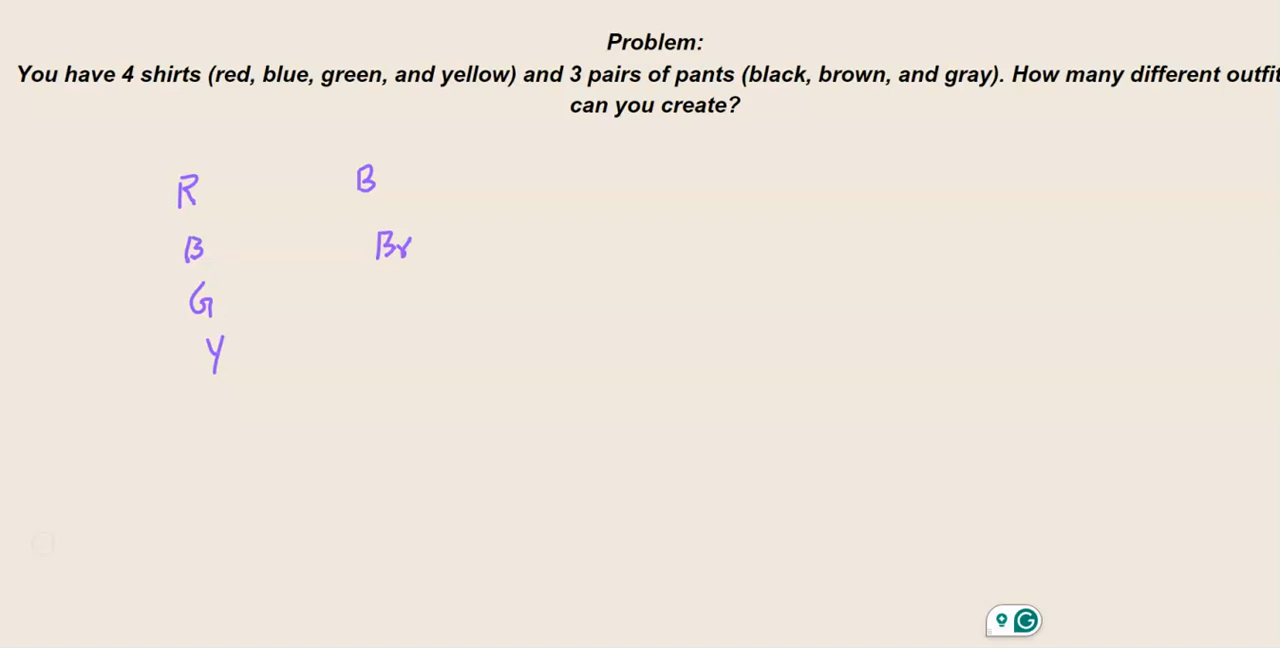 Problem:
You have 4 shirts (red, blue, green, and yellow) and 3 pairs of pants (black, brown, and gray). How many different outfit
can you create?
R B
B Br
G
Y